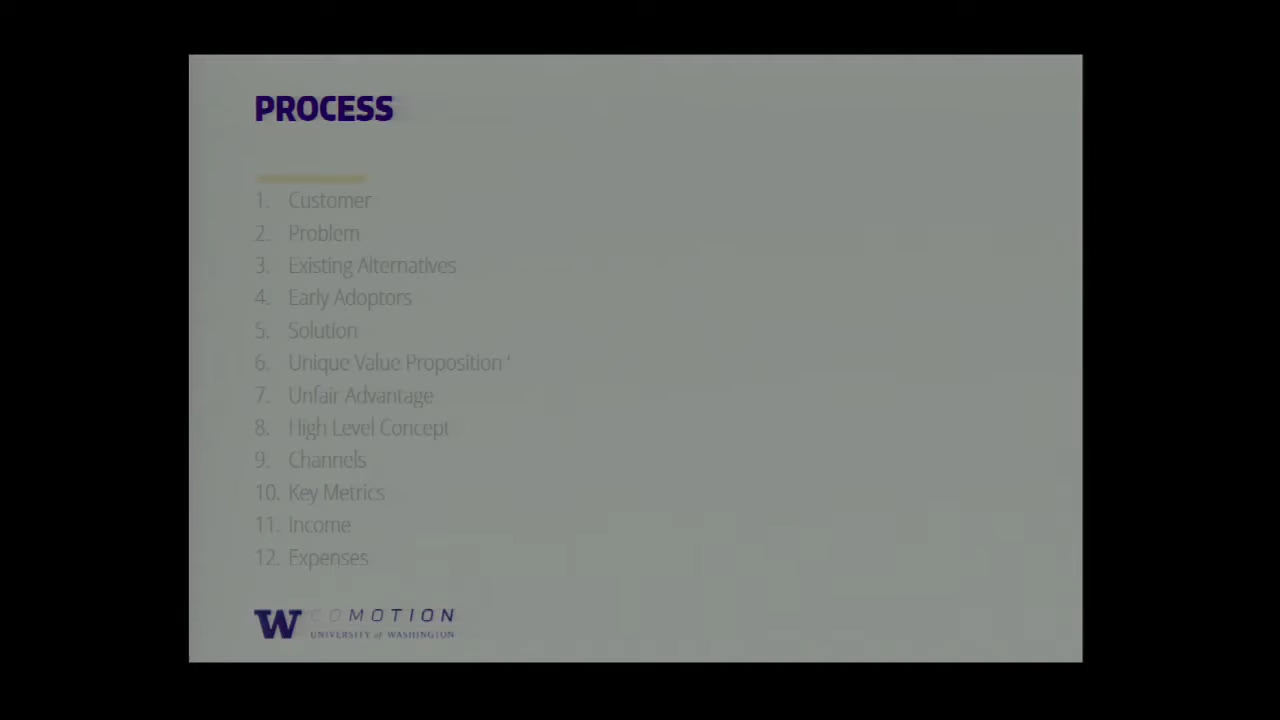 PROCESS
1. Customer
2. Problem
3. Existing Alternatives
4. Early Adoptors
5. Solution
6. Unique Value Proposition '
7. Unfair Advantage
8. High Level Concept
9. Channels
10. Key Metrics
11. Income
12. Expenses
W COMOTION
UNIVERSITY of WASHINGTON